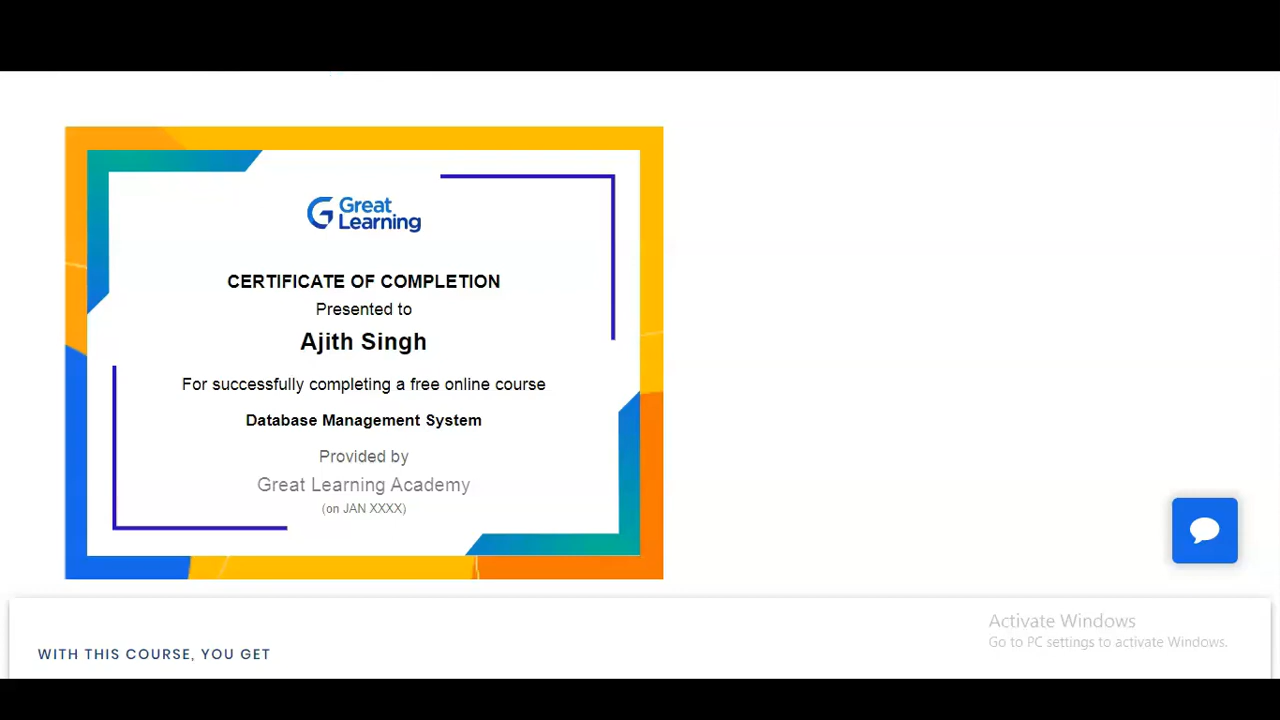 Great
Learning
CERTIFICATE OF COMPLETION
Presented to
Ajith Singh
For successfully completing a free online course
Database Management System
Provided by
Great Learning Academy
(on JAN XXXX)
Activate Windows
Go to PC settings to activate Windows.
WITH THIS COURSE, YOU GET